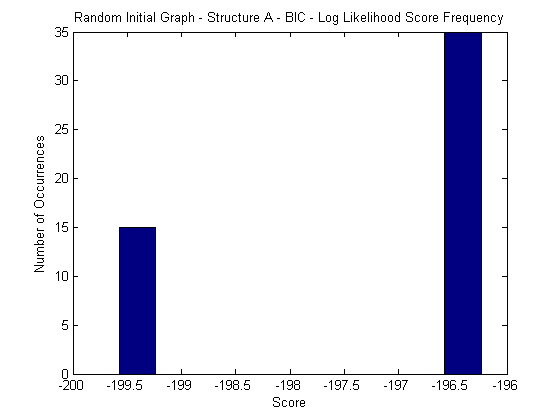 Random Initial Graph - Structure A - BIC - Log Likelihood Score Frequency
35
30
25
20
15
10
5
0
Number of Occurrences
-200 -199.5 -199 -198.5 -198 -197.5 -197 -196.5 -196
Score